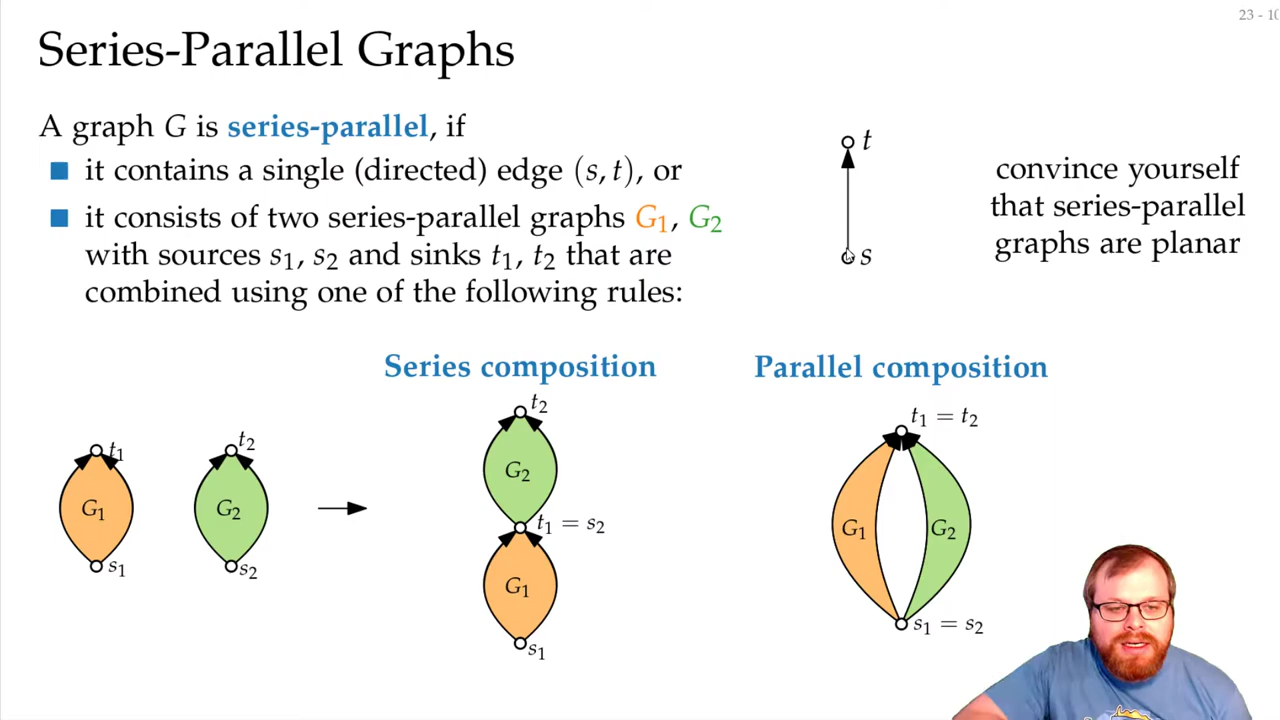 23 - 10
Series-Parallel Graphs
A graph G is series-parallel, if
it contains a single (directed) edge (s, t), or
it consists of two series-parallel graphs G₁, G₂
with sources s₁, s₂ and sinks t₁, t₂ that are
combined using one of the following rules:
t
s
convince yourself
that series-parallel
graphs are planar
Series composition
Parallel composition
t₁
G₁
s₁
t₂
G₂
s₂
t₂
G₂
t₁ = s₂
G₁
s₁
t₁ = t₂
G₁
G₂
s₁ = s₂